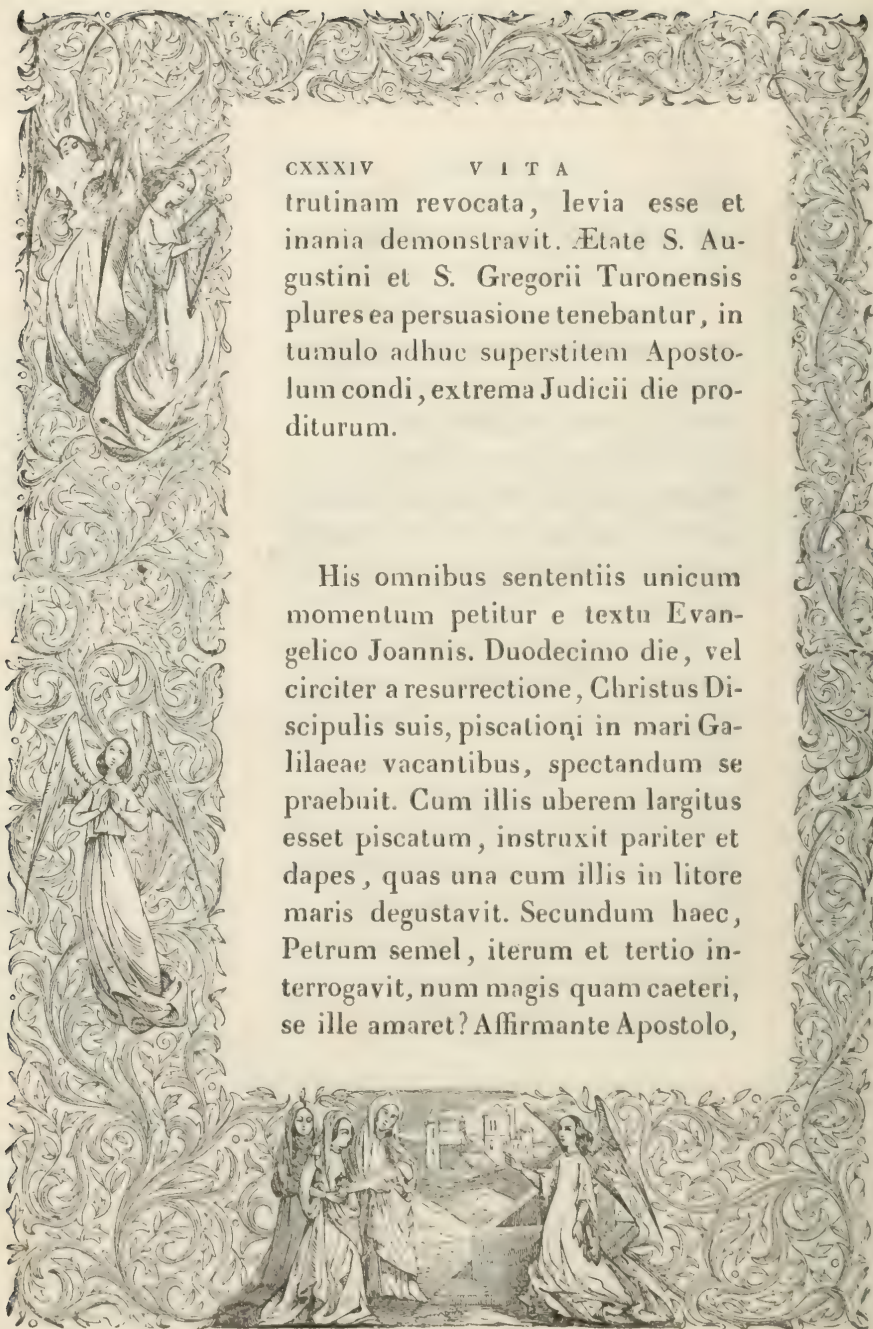 CXXXIV VITA
trutinam revocata, levia esse et
inania demonstravit. Ætate S. Au-
gustini et S. Gregorii Turonensis
plures ea persuasione tenebantur, in
tumulo adhuc superstitem Aposto-
lum condi, extrema Judicii die pro-
diturum.
His omnibus sententiis unicum
momentum petitur e textu Evan-
gelico Joannis. Duodecimo die, vel
circiter a resurrectione, Christus Di-
scipulis suis, piscationi in mari Ga-
lilaeae vacantibus, spectandum se
praebuit. Cum illis uberem largitus
esset piscatum, instruxit pariter et
dapes, quas una cum illis in litore
maris degustavit. Secundum haec,
Petrum semel, iterum et tertio in-
terrogavit, num magis quam caeteri,
se ille amaret? Affirmante Apostolo,